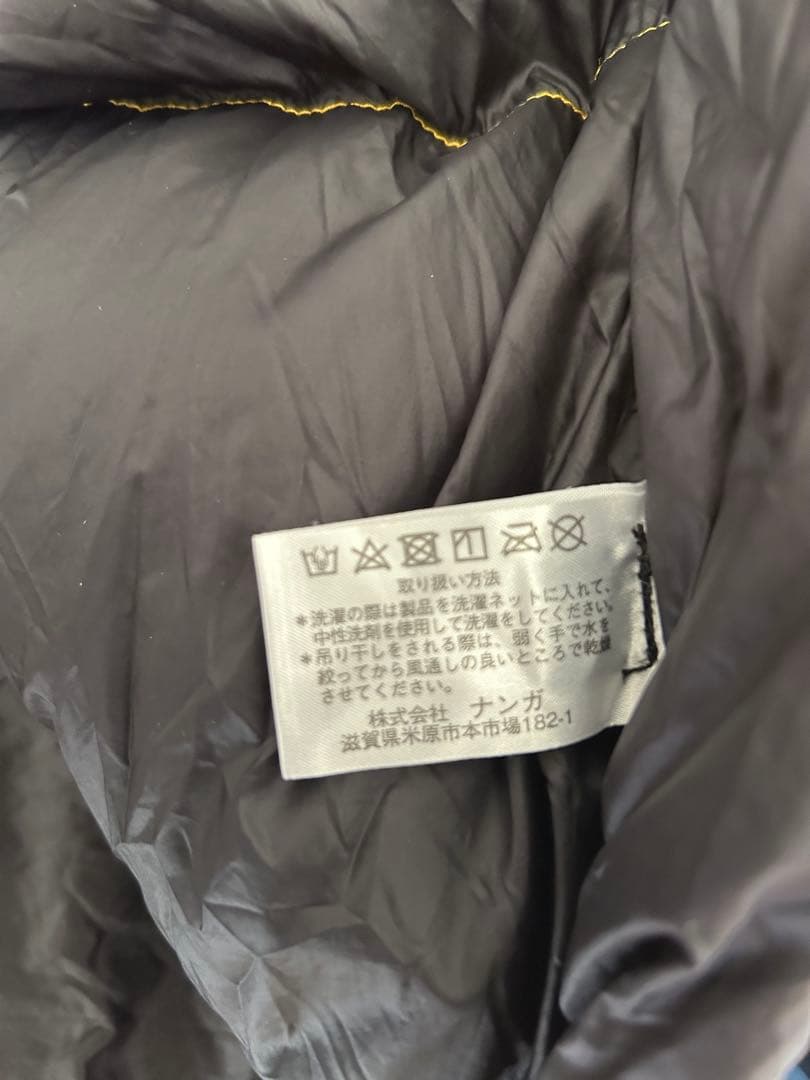 取り扱い方法
*洗濯の際は製品を洗濯ネットに入れて、
中性洗剤を使用して洗濯をしてください。
*吊り干しをされる際は、弱く手で水を
絞ってから風通しの良いところで乾燥
させてください。
株式会社 ナンガ
滋賀県米原市本市場182-1